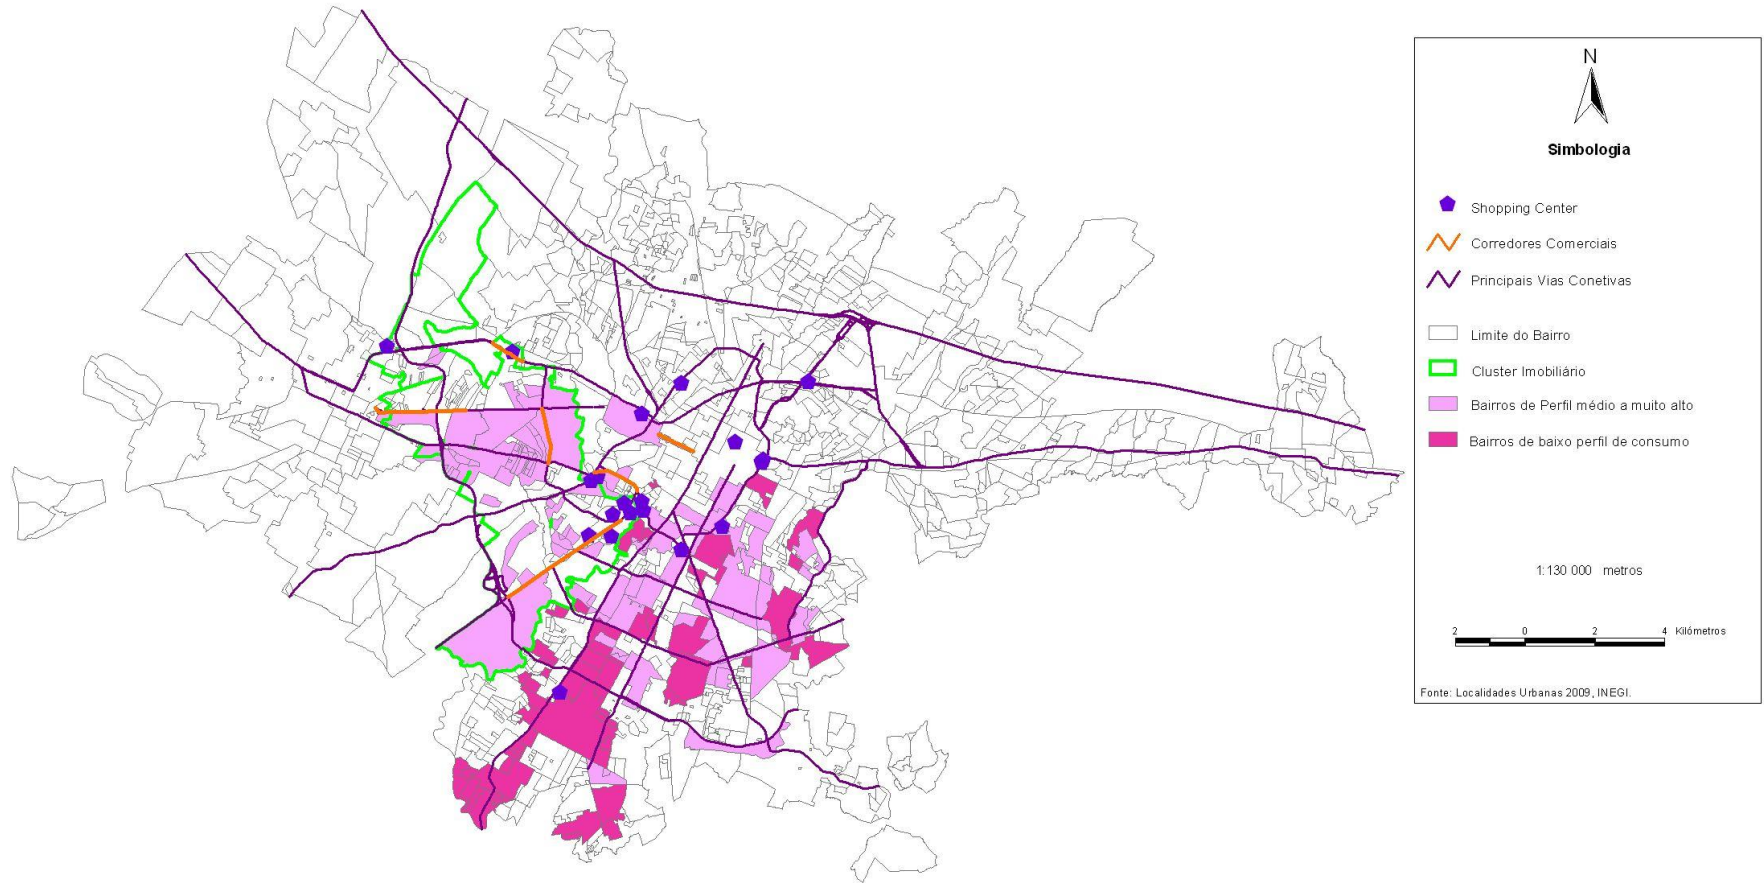 N
Simbologia
Shopping Center
Corredores Comerciais
Principais Vias Conetivas
Limite do Bairro
Cluster Imobiliário
Bairros de Perfil médio a muito alto
Bairros de baixo perfil de consumo
1:130 000 metros
2 0 2 4 Kilómetros
Fonte: Localidades Urbanas 2009, INEGI.